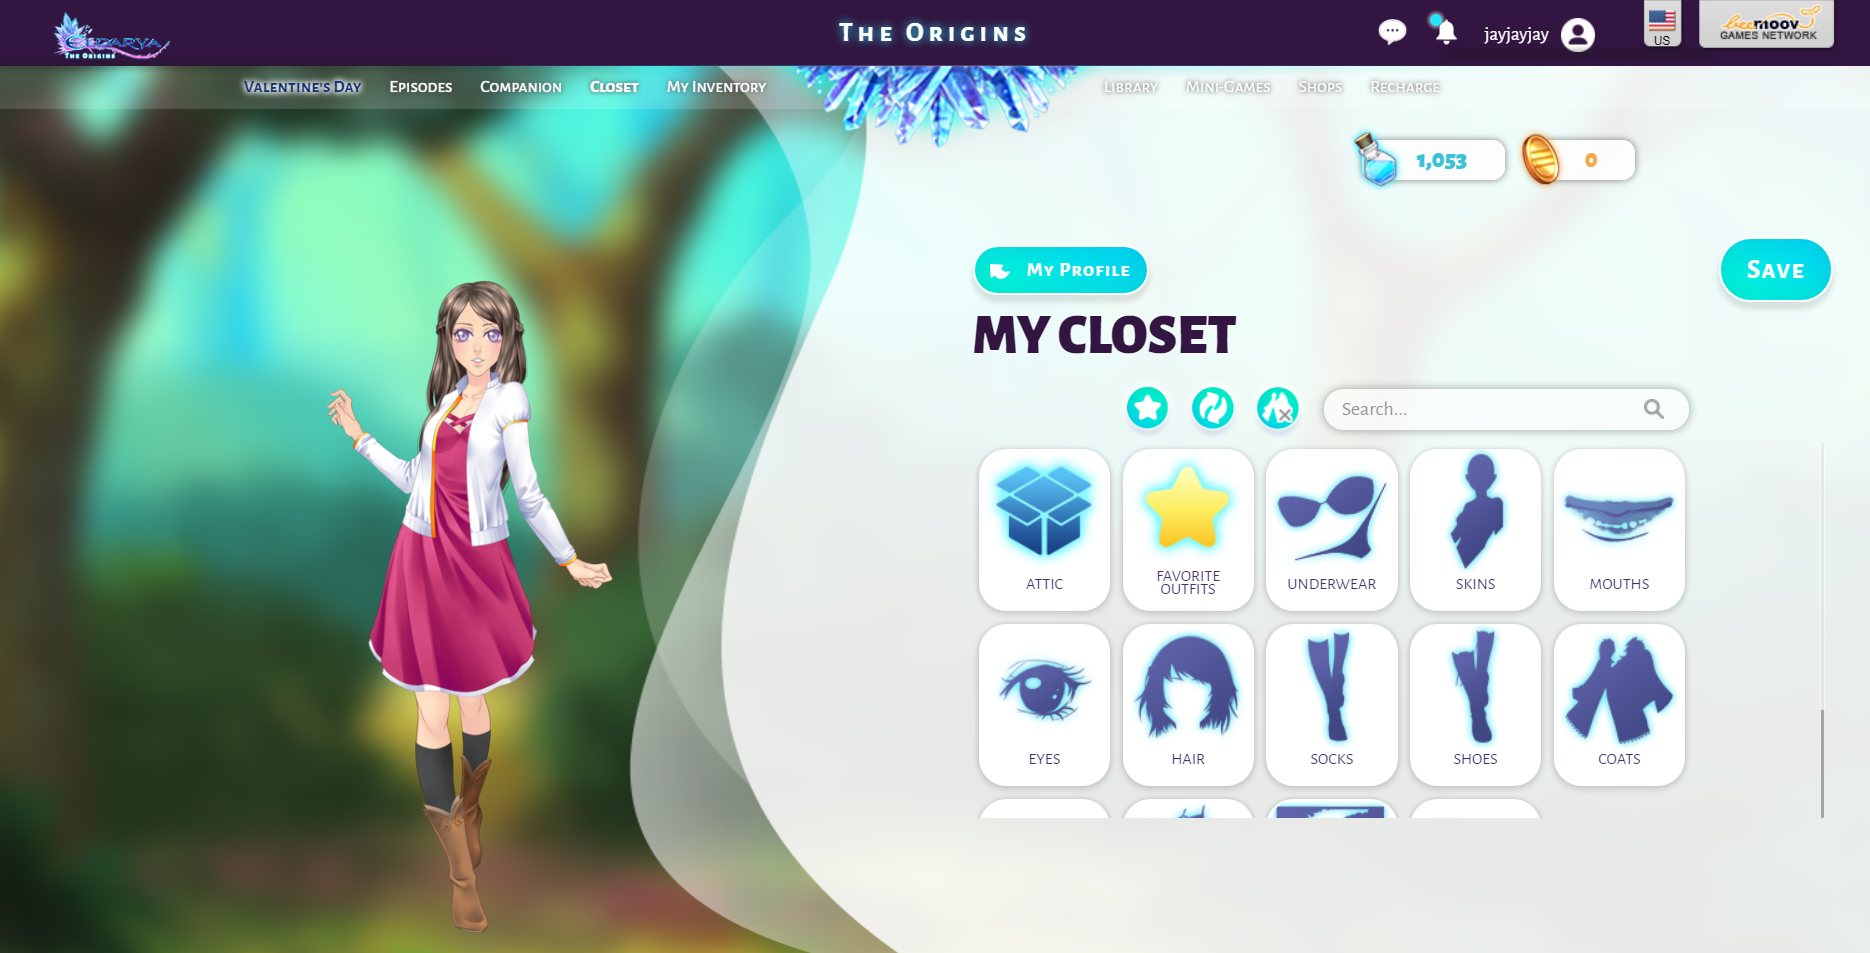 ELDARYA
THE ORIGINS
THE ORIGINS
jayjayjay
US
beemoov
GAMES NETWORK
VALENTINE'S DAY
EPISODES
COMPANION
CLOSET
MY INVENTORY
LIBRARY
MINI-GAMES
SHOPS
RECHARGE
1,053
0
MY PROFILE
SAVE
MY CLOSET
Search...
ATTIC
FAVORITE
OUTFITS
UNDERWEAR
SKINS
MOUTHS
EYES
HAIR
SOCKS
SHOES
COATS